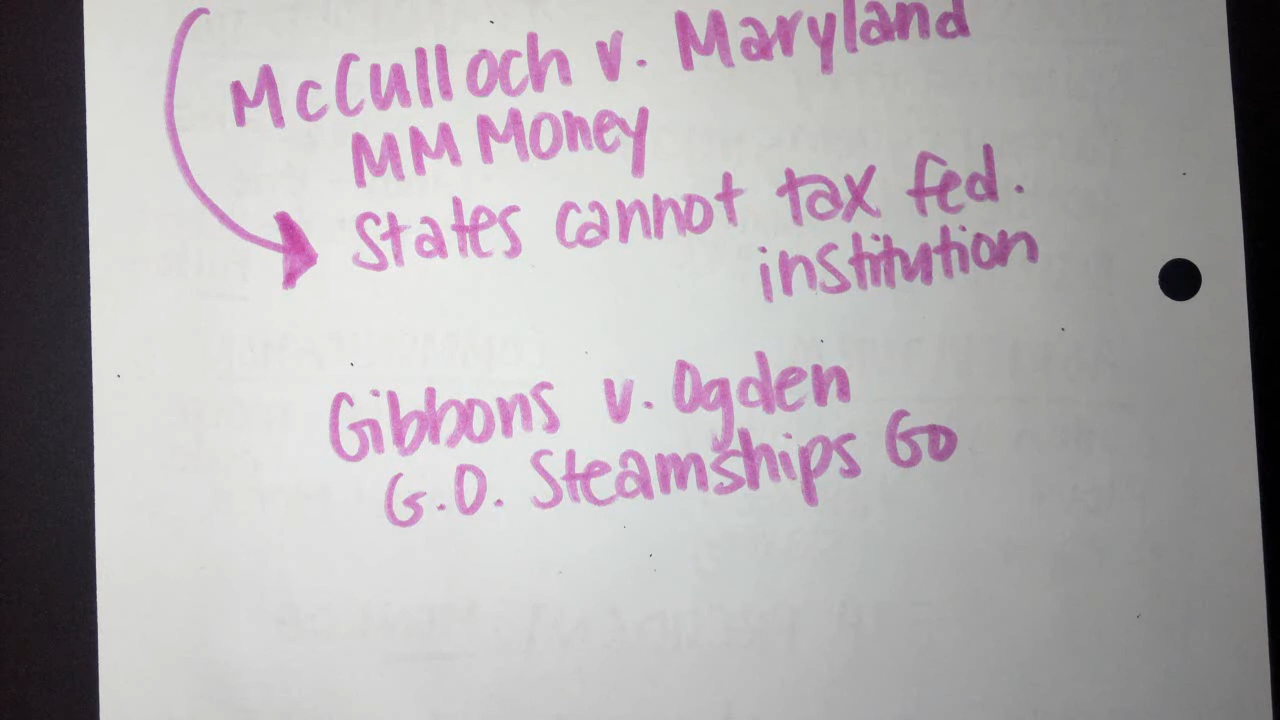 McCulloch v. Maryland
MM Money
States cannot tax fed.
institution
Gibbons v. Ogden
G.O. Steamships Go